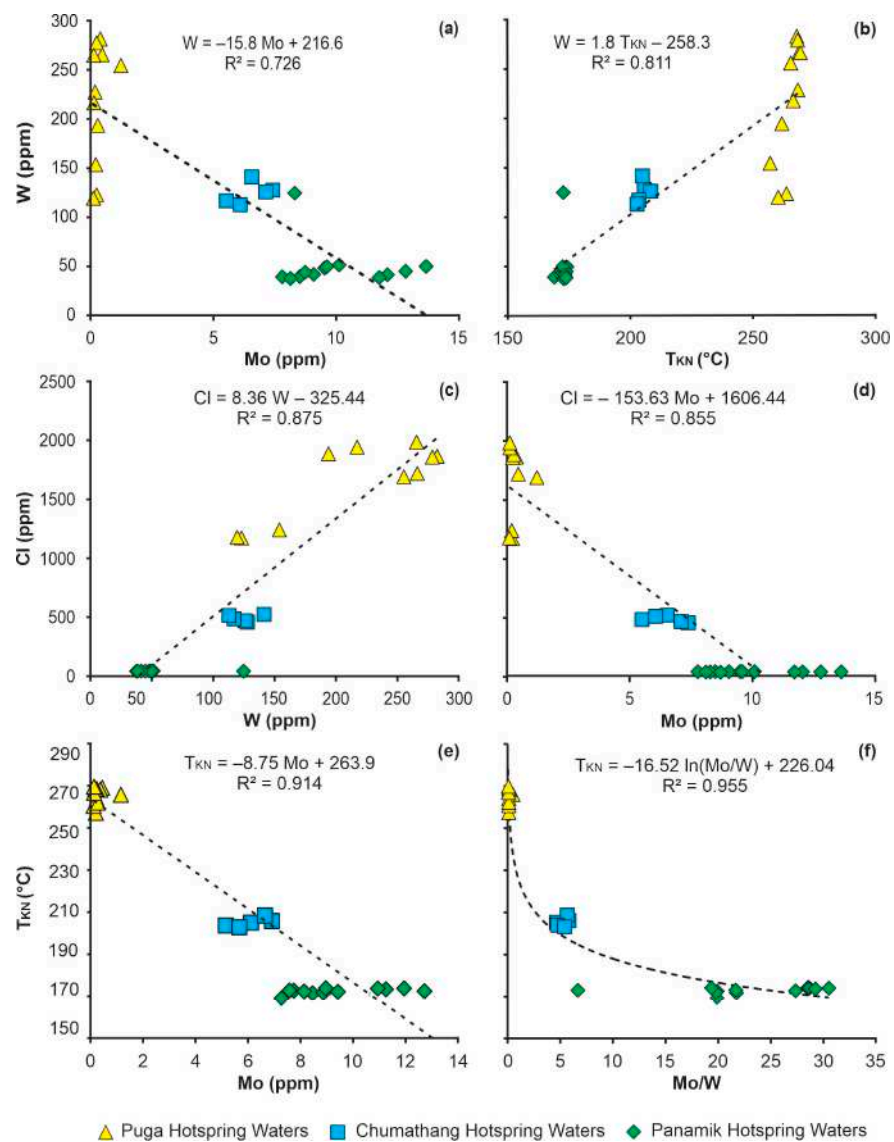 (a)
W = –15.8 Mo + 216.6
R² = 0.726
W (ppm)
300
250
200
150
100
50
0
0 5 10 15
Mo (ppm)
(b)
W = 1.8 TKN – 258.3
R² = 0.811
150 200 250 300
TKN (°C)
(c)
Cl = 8.36 W – 325.44
R² = 0.875
Cl (ppm)
2500
2000
1500
1000
500
0
0 50 100 150 200 250 300
W (ppm)
(d)
Cl = – 153.63 Mo + 1606.44
R² = 0.855
0 5 10 15
Mo (ppm)
(e)
TKN = –8.75 Mo + 263.9
R² = 0.914
TKN (°C)
290
270
250
230
210
190
170
150
0 2 4 6 8 10 12 14
Mo (ppm)
(f)
TKN = –16.52 ln(Mo/W) + 226.04
R² = 0.955
0 5 10 15 20 25 30 35
Mo/W
Puga Hotspring Waters Chumathang Hotspring Waters Panamik Hotspring Waters